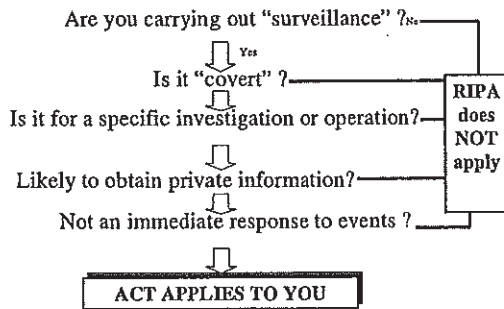 Are you carrying out “surveillance” ? No
Yes
Is it “covert” ?
Is it for a specific investigation or operation?
Likely to obtain private information?
Not an immediate response to events ?
RIPA
does
NOT
apply
ACT APPLIES TO YOU